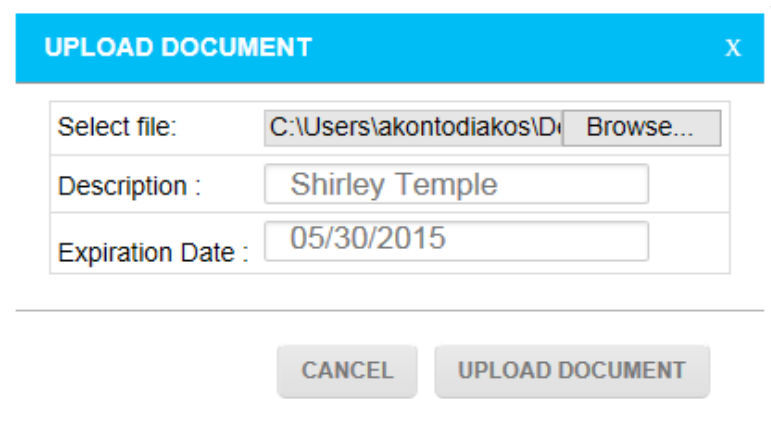 UPLOAD DOCUMENT X
Select file: C:\Users\akontodiakos\D Browse...
Description : Shirley Temple
Expiration Date : 05/30/2015
CANCEL UPLOAD DOCUMENT